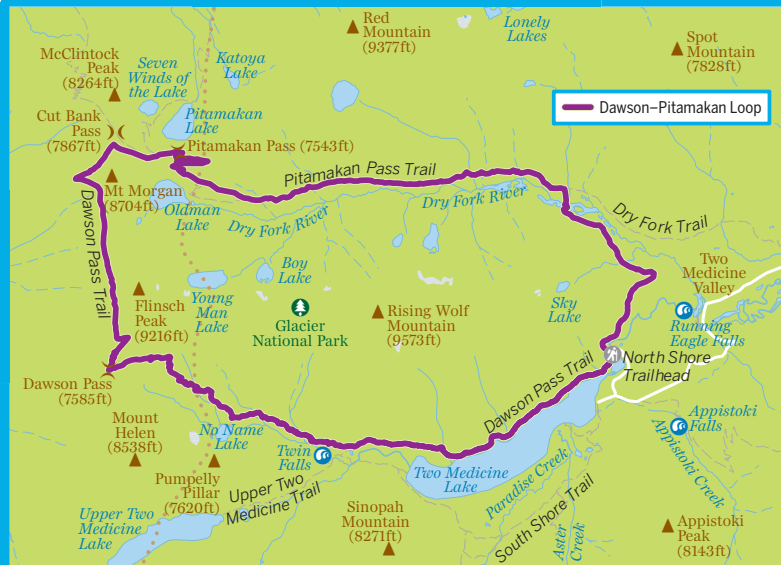 Red
Mountain
(9377ft)
Lonely
Lakes
Spot
Mountain
(7828ft)
McClintock
Peak
(8264ft)
Seven
Winds of
the Lake
Katoya
Lake
Dawson–Pitamakan Loop
Cut Bank
Pass
(7867ft)
Pitamakan
Lake
Pitamakan Pass (7543ft)
Pitamakan Pass Trail
Mt Morgan
(8704ft)
Oldman
Lake
Dry Fork River
Dry Fork River
Dry Fork Trail
Dawson Pass Trail
Boy
Lake
Two
Medicine
Valley
Flinsch
Peak
(9216ft)
Young
Man
Lake
Glacier
National Park
Rising Wolf
Mountain
(9573ft)
Sky
Lake
Running
Eagle Falls
North Shore
Trailhead
Dawson Pass
(7585ft)
Dawson Pass Trail
Mount
Helen
(8538ft)
No Name
Lake
Twin
Falls
Appistoki
Falls
Two Medicine
Lake
Paradise Creek
Appistoki Creek
Pumpelly
Pillar
(7620ft)
Upper Two
Medicine Trail
South Shore Trail
Upper Two
Medicine
Lake
Sinopah
Mountain
(8271ft)
Aster
Creek
Appistoki
Peak
(8143ft)